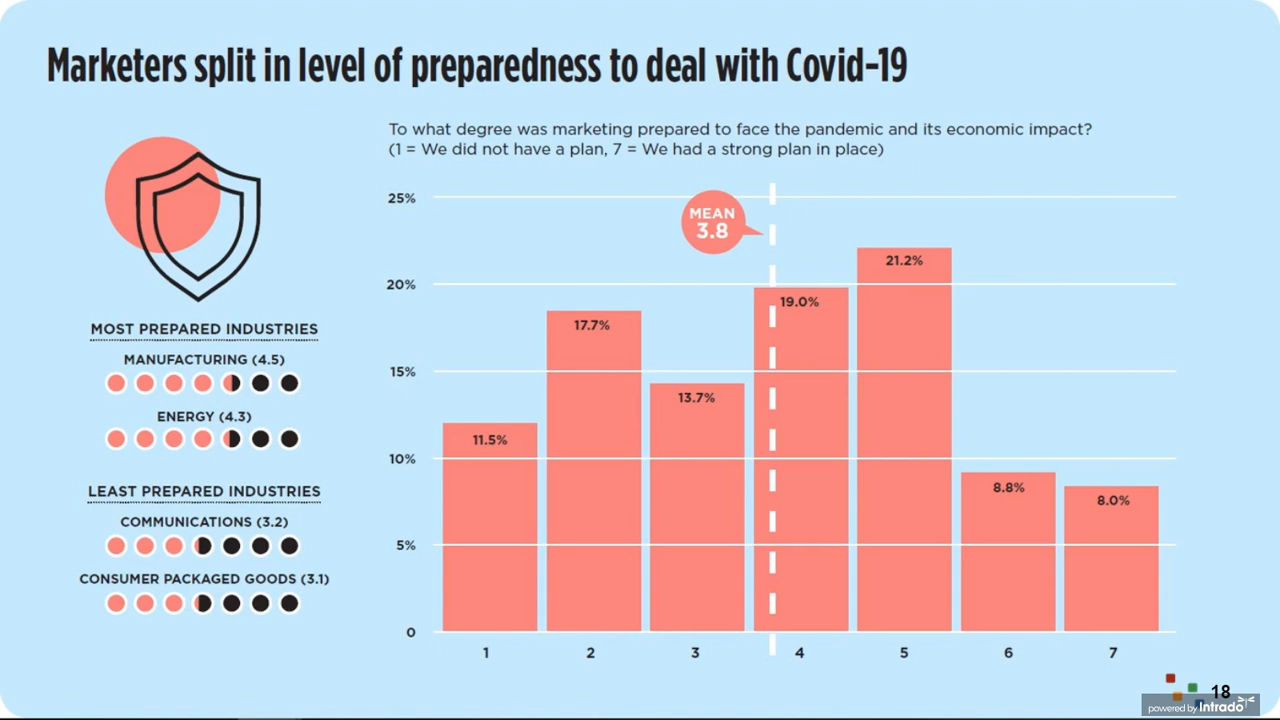 Marketers split in level of preparedness to deal with Covid-19
To what degree was marketing prepared to face the pandemic and its economic impact?
(1 = We did not have a plan, 7 = We had a strong plan in place)
MOST PREPARED INDUSTRIES
MANUFACTURING (4.5)
ENERGY (4.3)
LEAST PREPARED INDUSTRIES
COMMUNICATIONS (3.2)
CONSUMER PACKAGED GOODS (3.1)
25%
20%
15%
10%
5%
0
MEAN
3.8
11.5%
17.7%
13.7%
19.0%
21.2%
8.8%
8.0%
1 2 3 4 5 6 7
18
powered by Intrado